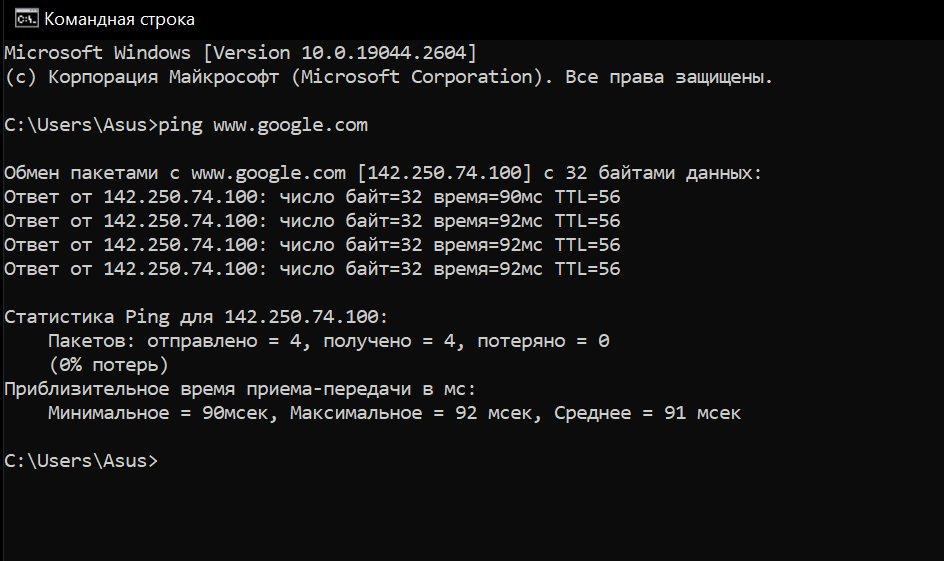 Командная строка
Microsoft Windows [Version 10.0.19044.2604]
(c) Корпорация Майкрософт (Microsoft Corporation). Все права защищены.
C:\Users\Asus>ping www.google.com
Обмен пакетами с www.google.com [142.250.74.100] с 32 байтами данных:
Ответ от 142.250.74.100: число байт=32 время=90мс TTL=56
Ответ от 142.250.74.100: число байт=32 время=92мс TTL=56
Ответ от 142.250.74.100: число байт=32 время=92мс TTL=56
Ответ от 142.250.74.100: число байт=32 время=92мс TTL=56
Статистика Ping для 142.250.74.100:
    Пакетов: отправлено = 4, получено = 4, потеряно = 0
    (0% потерь)
Приблизительное время приема-передачи в мс:
    Минимальное = 90мсек, Максимальное = 92 мсек, Среднее = 91 мсек
C:\Users\Asus>